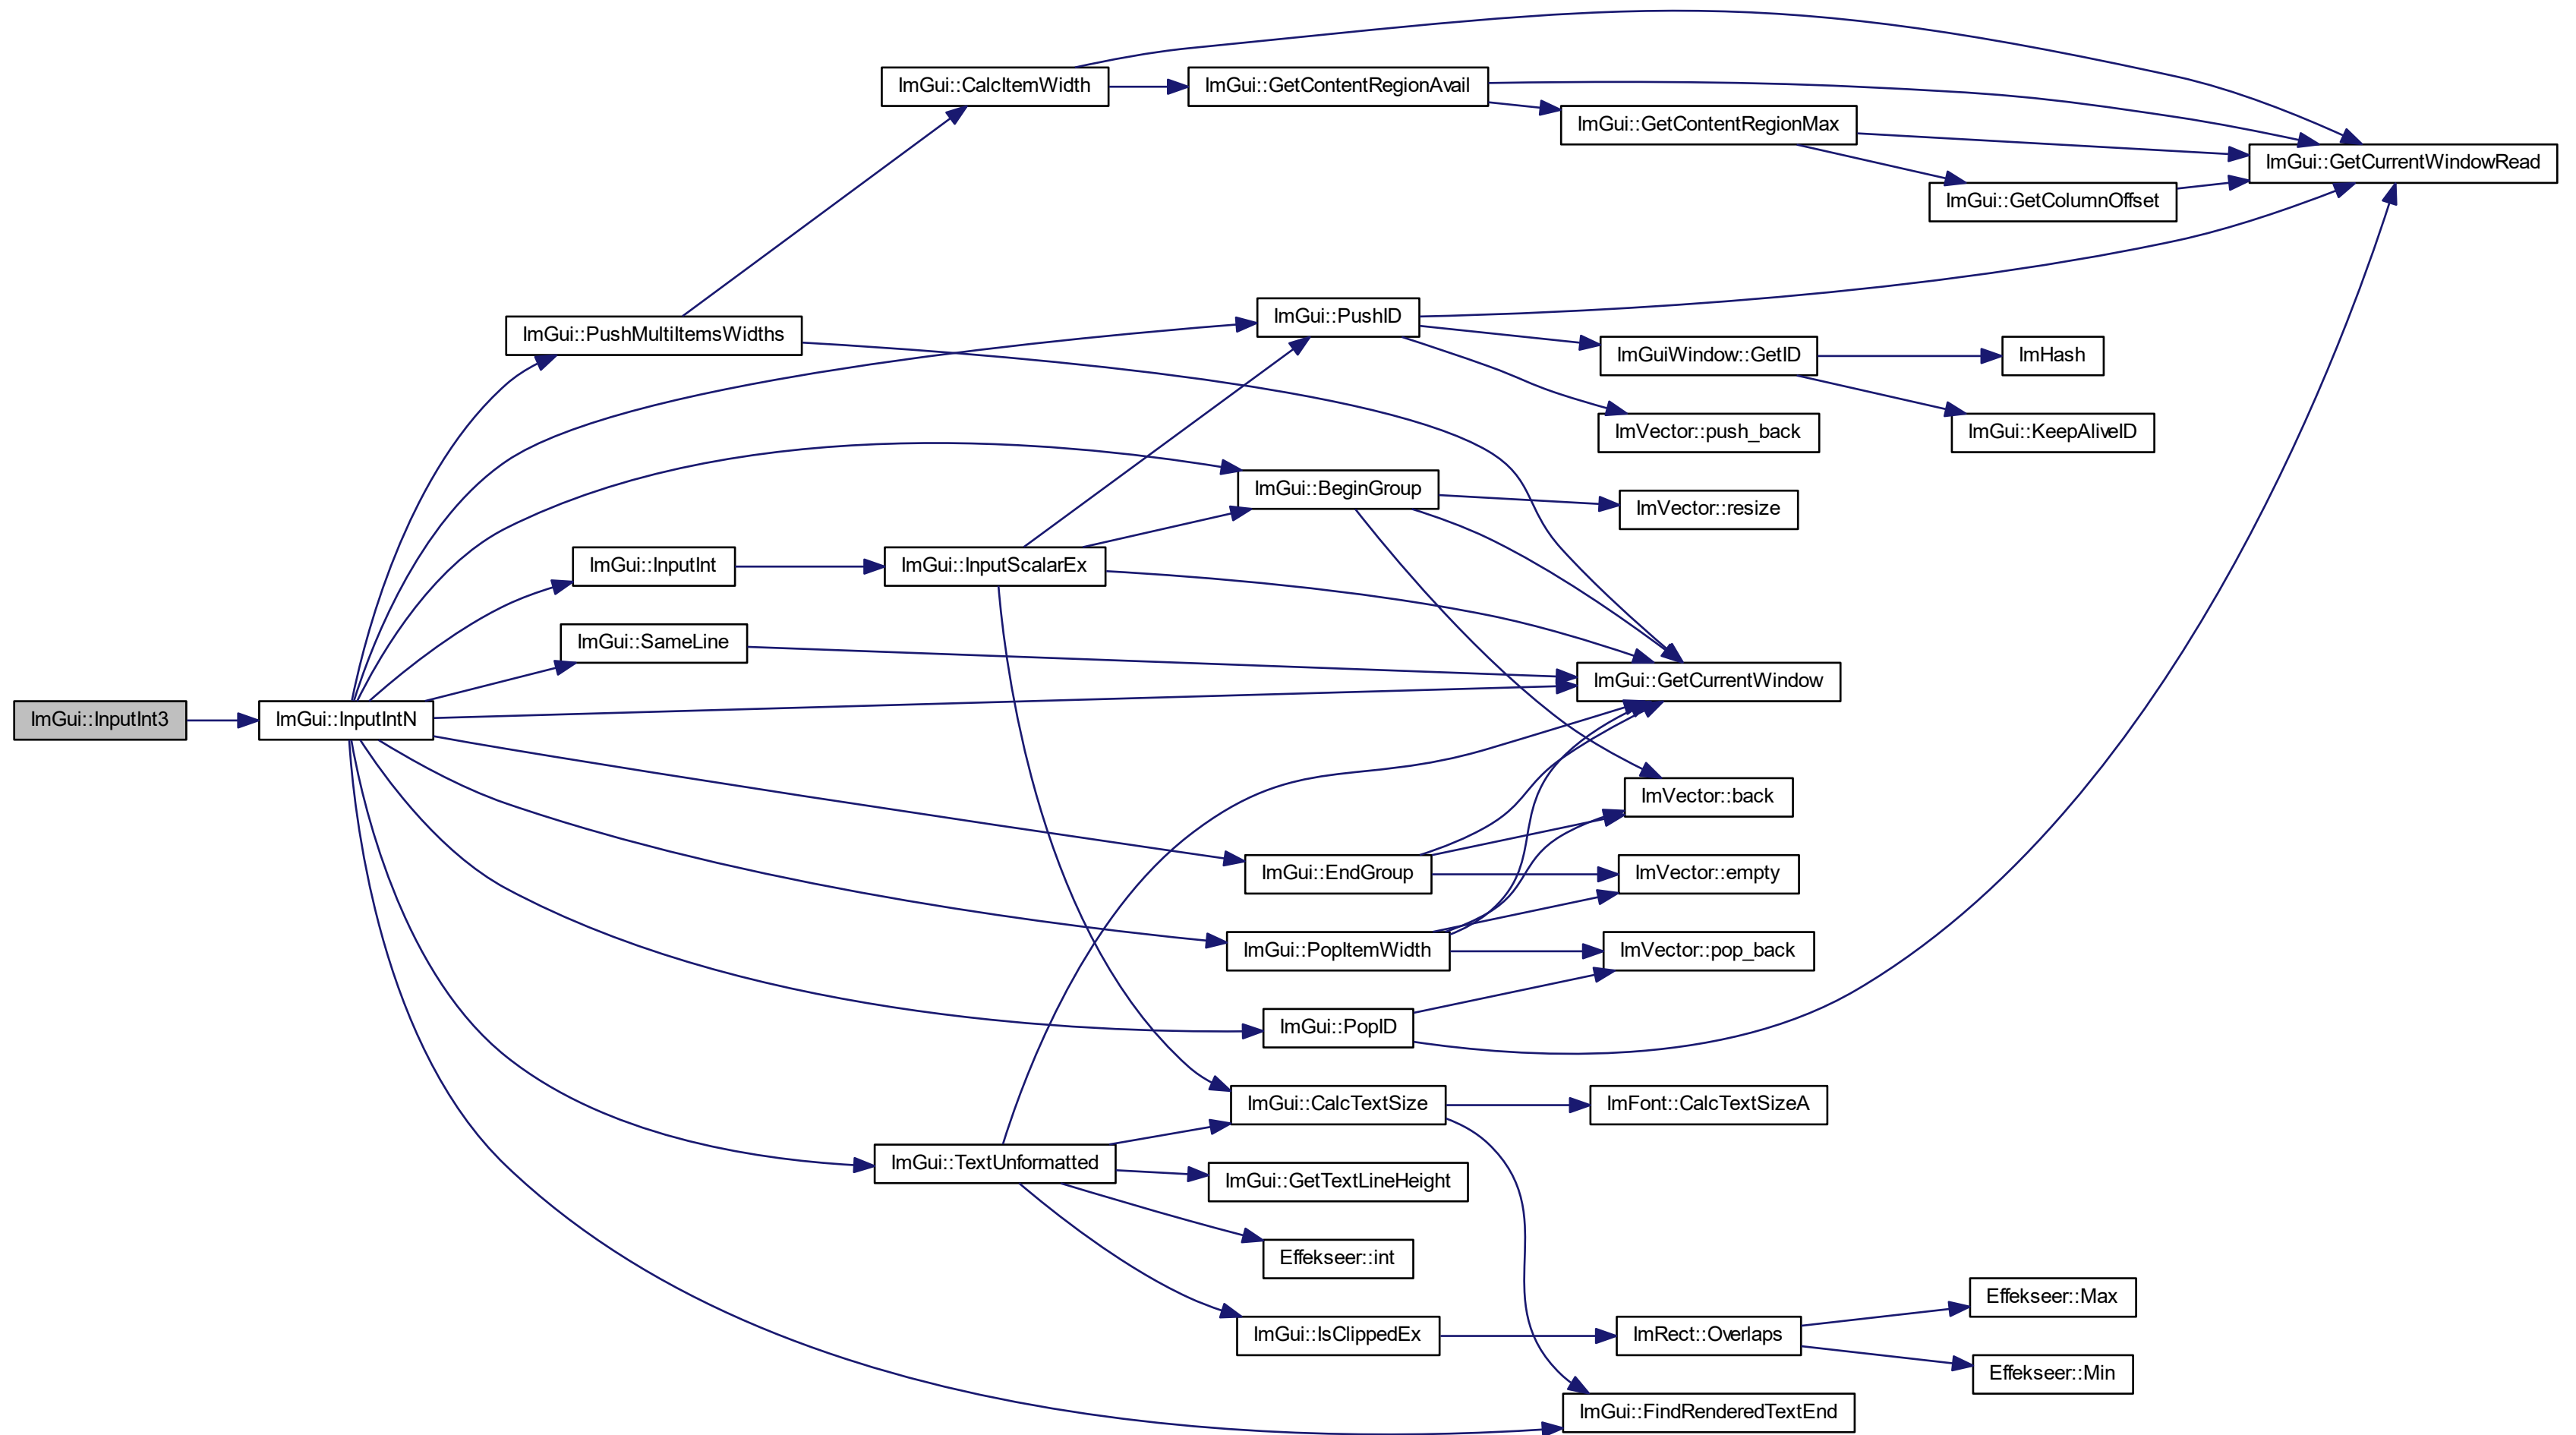 ImGui::CalcItemWidth
ImGui::GetContentRegionAvail
ImGui::GetContentRegionMax
ImGui::GetCurrentWindowRead
ImGui::GetColumnOffset
ImGui::PushMultiItemsWidths
ImGui::PushID
ImGuiWindow::GetID
ImHash
ImVector::push_back
ImGui::KeepAliveID
ImGui::BeginGroup
ImVector::resize
ImGui::InputInt
ImGui::InputScalarEx
ImGui::SameLine
ImGui::GetCurrentWindow
ImGui::InputInt3
ImGui::InputIntN
ImVector::back
ImGui::EndGroup
ImVector::empty
ImGui::PopItemWidth
ImVector::pop_back
ImGui::PopID
ImGui::CalcTextSize
ImFont::CalcTextSizeA
ImGui::TextUnformatted
ImGui::GetTextLineHeight
Effekseer::int
ImGui::IsClippedEx
ImRect::Overlaps
Effekseer::Max
Effekseer::Min
ImGui::FindRenderedTextEnd